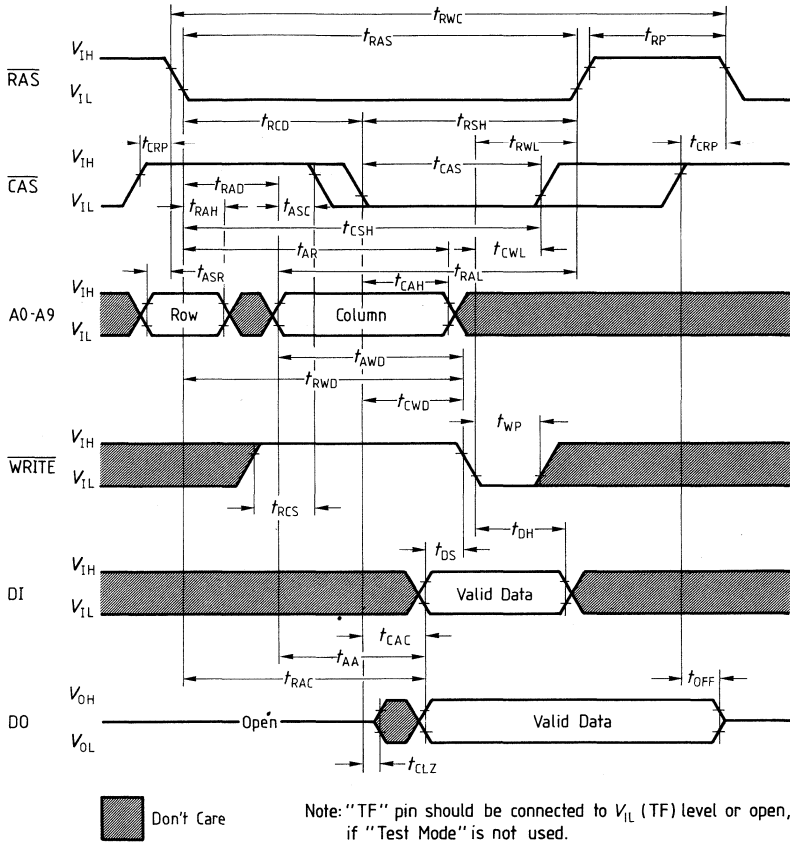 tRWC
tRAS
tRP
RAS
VIH
VIL
tRCD
tRSH
tCRP
tRWL
tCRP
CAS
VIH
VIL
tCAS
tRAD
tRAH
tASC
tCSH
tAR
tCWL
tASR
tRAL
tCAH
A0-A9
VIH
VIL
Row
Column
tAWD
tRWD
tCWD
tWP
WRITE
VIH
VIL
tRCS
tDH
tDS
DI
VIH
VIL
Valid Data
tCAC
tAA
tRAC
tOFF
DO
VOH
VOL
Open
Valid Data
tCLZ
Don't Care
Note: "TF" pin should be connected to VIL (TF) level or open,
if "Test Mode" is not used.